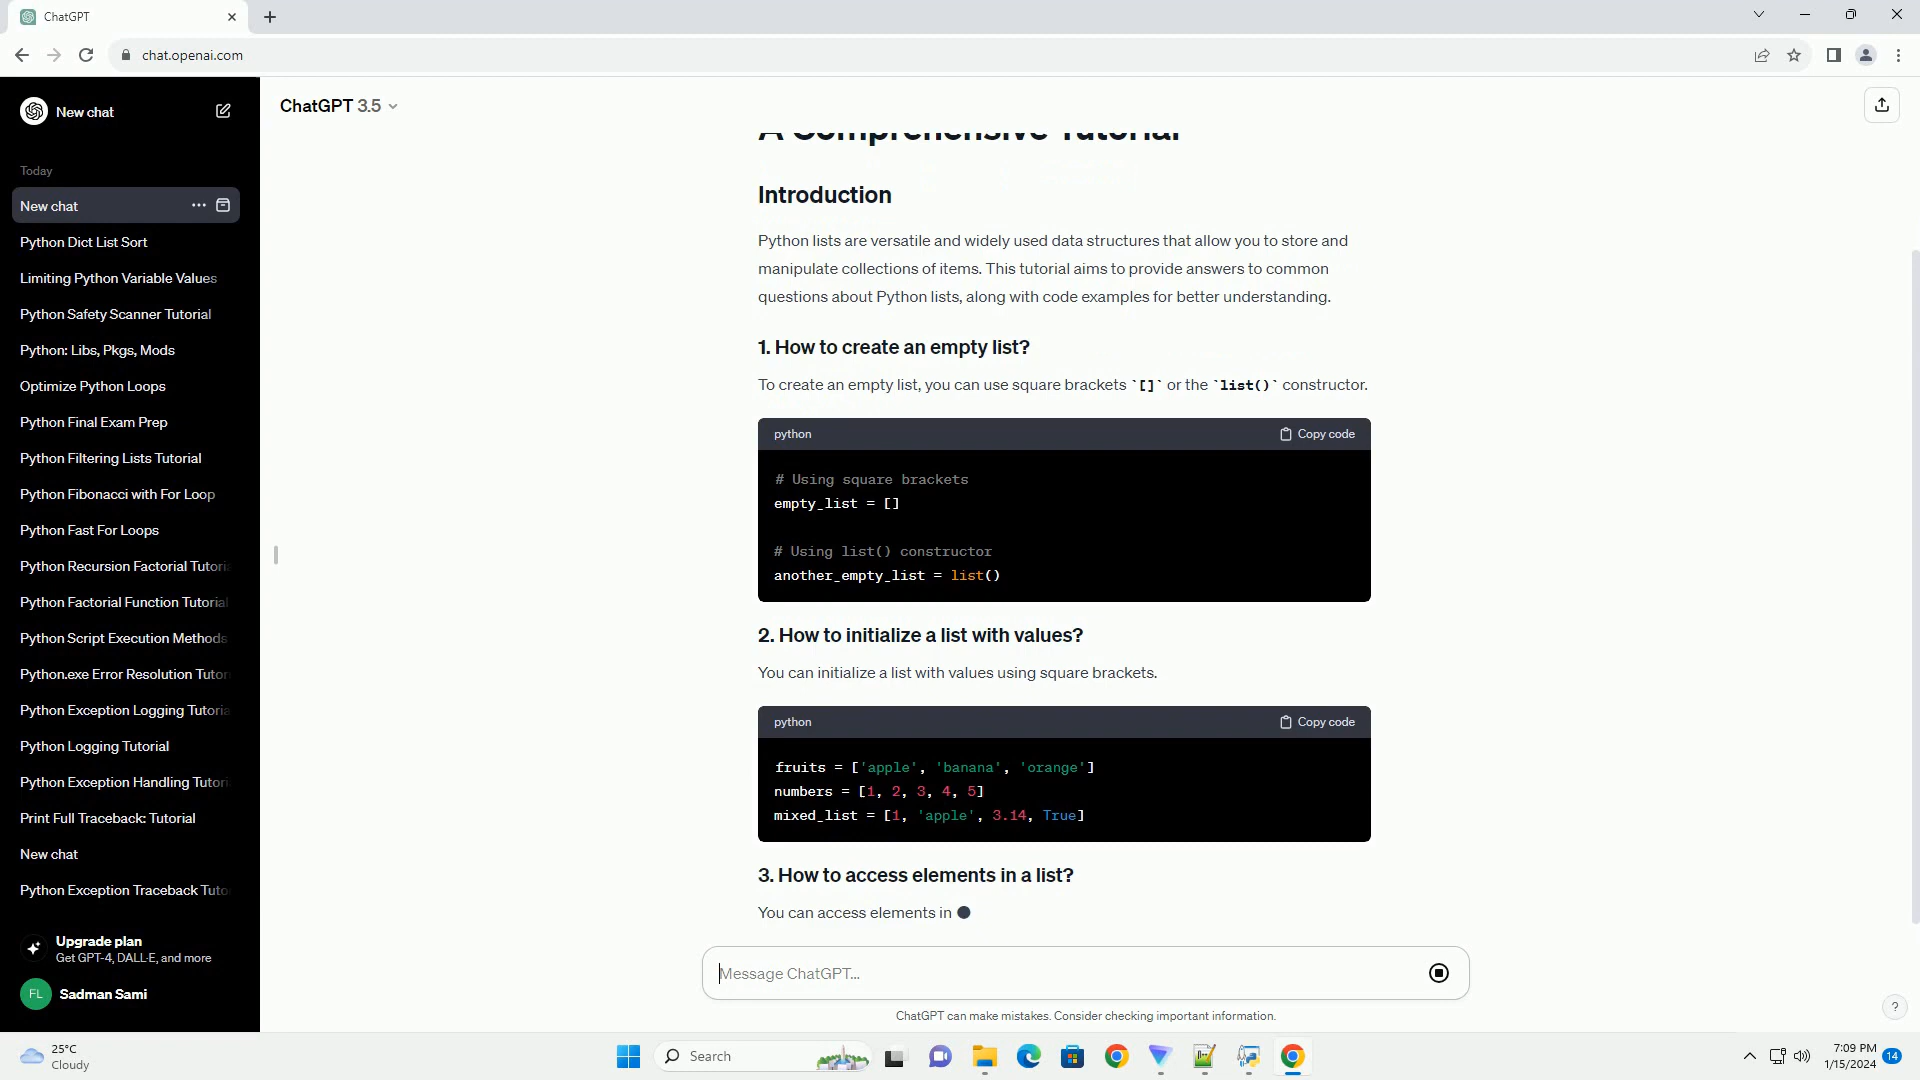 ChatGPT
chat.openai.com
New chat
ChatGPT 3.5
Today
New chat
Python Dict List Sort
Limiting Python Variable Values
Python Safety Scanner Tutorial
Python: Libs, Pkgs, Mods
Optimize Python Loops
Python Final Exam Prep
Python Filtering Lists Tutorial
Python Fibonacci with For Loop
Python Fast For Loops
Python Recursion Factorial Tutoria
Python Factorial Function Tutorial
Python Script Execution Methods
Python.exe Error Resolution Tutor
Python Exception Logging Tutoria
Python Logging Tutorial
Python Exception Handling Tutori
Print Full Traceback: Tutorial
New chat
Python Exception Traceback Tuto
Upgrade plan
Get GPT-4, DALL·E, and more
FL
Sadman Sami
A Comprehensive Tutorial
Introduction
Python lists are versatile and widely used data structures that allow you to store and
manipulate collections of items. This tutorial aims to provide answers to common
questions about Python lists, along with code examples for better understanding.
1. How to create an empty list?
To create an empty list, you can use square brackets `[]` or the `list()` constructor.
python Copy code
# Using square brackets
empty_list = []
# Using list() constructor
another_empty_list = list()
2. How to initialize a list with values?
You can initialize a list with values using square brackets.
python Copy code
fruits = ['apple', 'banana', 'orange']
numbers = [1, 2, 3, 4, 5]
mixed_list = [1, 'apple', 3.14, True]
3. How to access elements in a list?
You can access elements in
Message ChatGPT...
ChatGPT can make mistakes. Consider checking important information.
?
25°C
Cloudy
Search
7:09 PM
1/15/2024
14